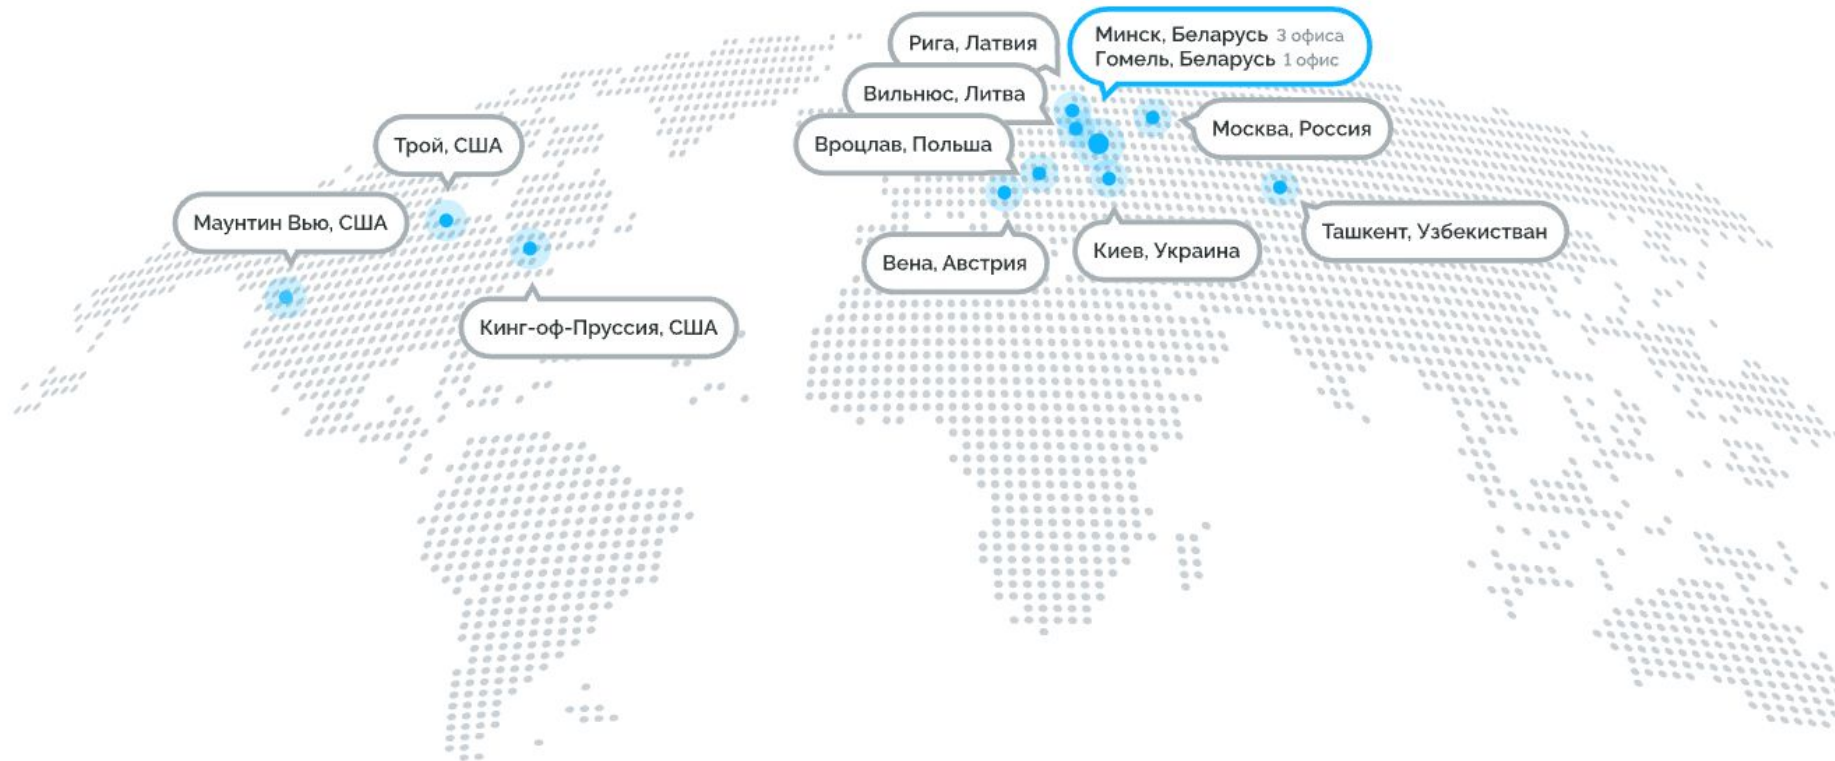 Рига, Латвия
Минск, Беларусь 3 офиса
Гомель, Беларусь 1 офис
Вильнюс, Литва
Вроцлав, Польша
Москва, Россия
Трой, США
Маунтин Вью, США
Кинг-оф-Пруссия, США
Вена, Австрия
Киев, Украина
Ташкент, Узбекистван